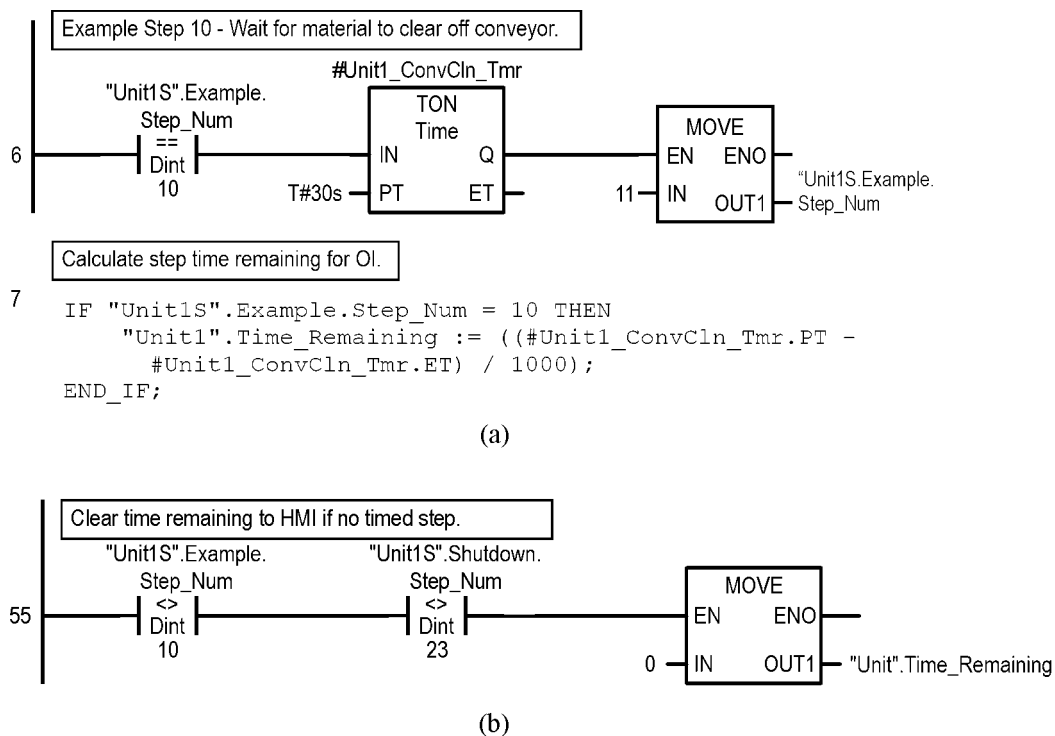 Example Step 10 - Wait for material to clear off conveyor.
#Unit1_ConvCln_Tmr
"Unit1S".Example.
Step_Num
TON
Time
MOVE
6
==
Dint
10
IN
Q
EN
ENO
T#30s
PT
ET
11
IN
OUT1
“Unit1S.Example.
Step_Num
Calculate step time remaining for OI.
7
IF "Unit1S".Example.Step_Num = 10 THEN
"Unit1".Time_Remaining := ((#Unit1_ConvCln_Tmr.PT -
#Unit1_ConvCln_Tmr.ET) / 1000);
END_IF;
(a)
Clear time remaining to HMI if no timed step.
"Unit1S".Example.
Step_Num
"Unit1S".Shutdown.
Step_Num
MOVE
55
<>
Dint
10
<>
Dint
23
EN
ENO
0
IN
OUT1
"Unit".Time_Remaining
(b)